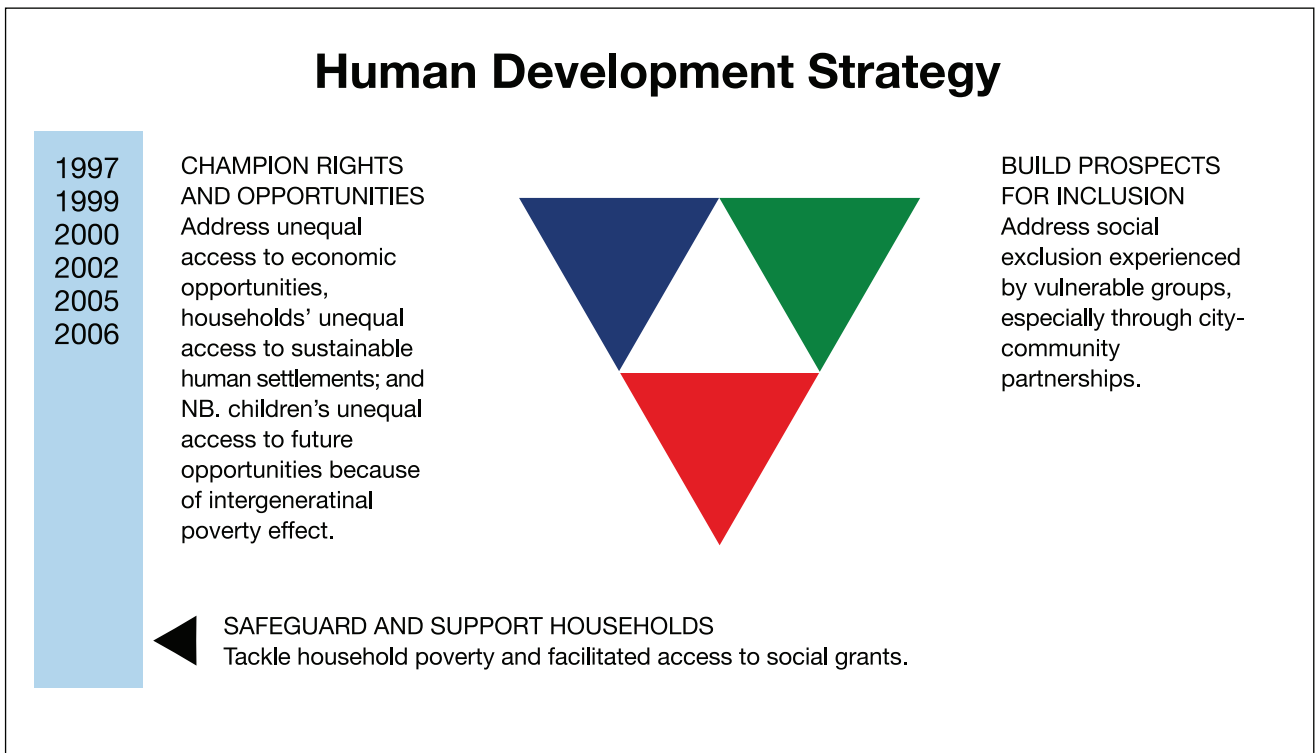 Human Development Strategy
1997
1999
2000
2002
2005
2006
CHAMPION RIGHTS
AND OPPORTUNITIES
Address unequal
access to economic
opportunities,
households’ unequal
access to sustainable
human settlements; and
NB. children’s unequal
access to future
opportunities because
of intergeneratinal
poverty effect.
BUILD PROSPECTS
FOR INCLUSION
Address social
exclusion experienced
by vulnerable groups,
especially through city-
community
partnerships.
SAFEGUARD AND SUPPORT HOUSEHOLDS
Tackle household poverty and facilitated access to social grants.